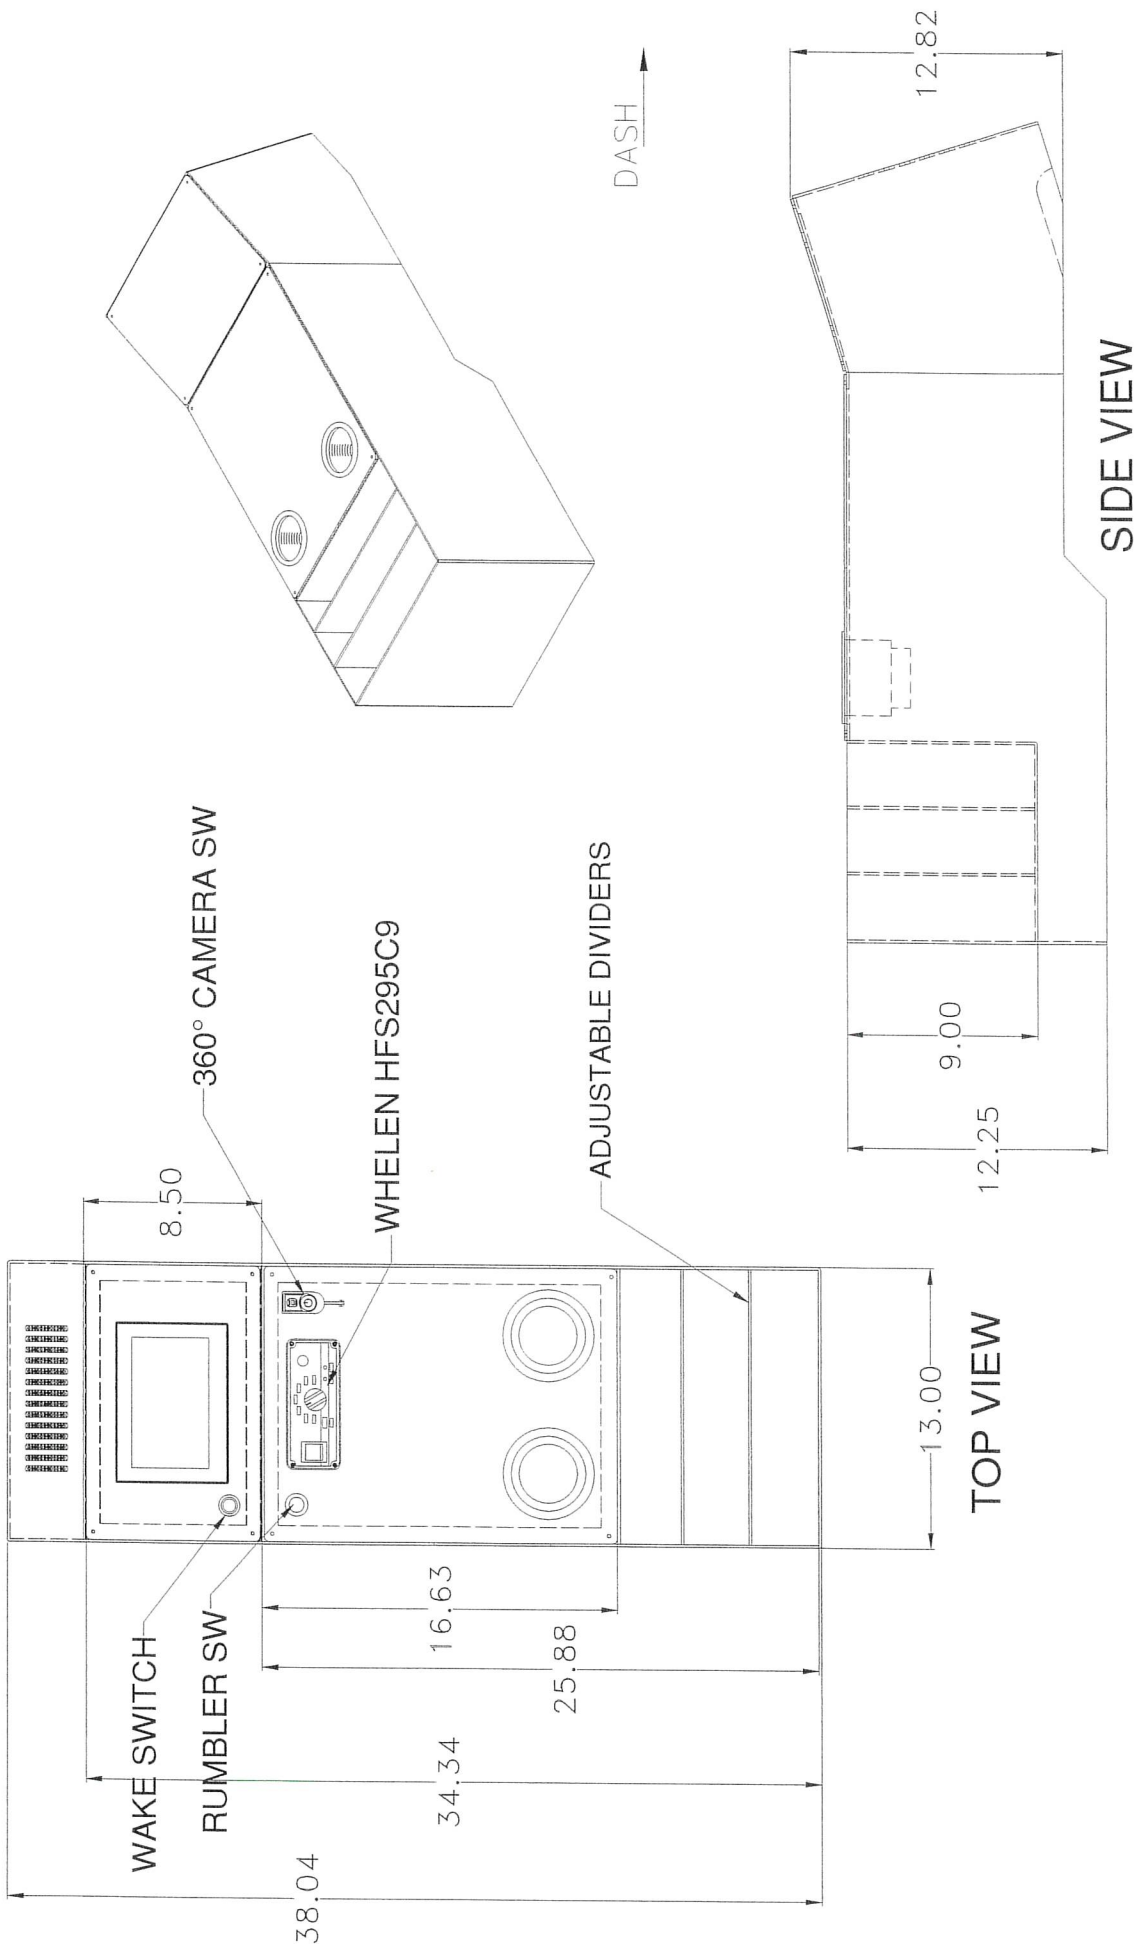 WAKE SWITCH
RUMBLER SW
360° CAMERA SW
WHELEN HFS295C9
ADJUSTABLE DIVIDERS
38.04
34.34
25.88
16.63
8.50
13.00
TOP VIEW
DASH
12.82
9.00
12.25
SIDE VIEW